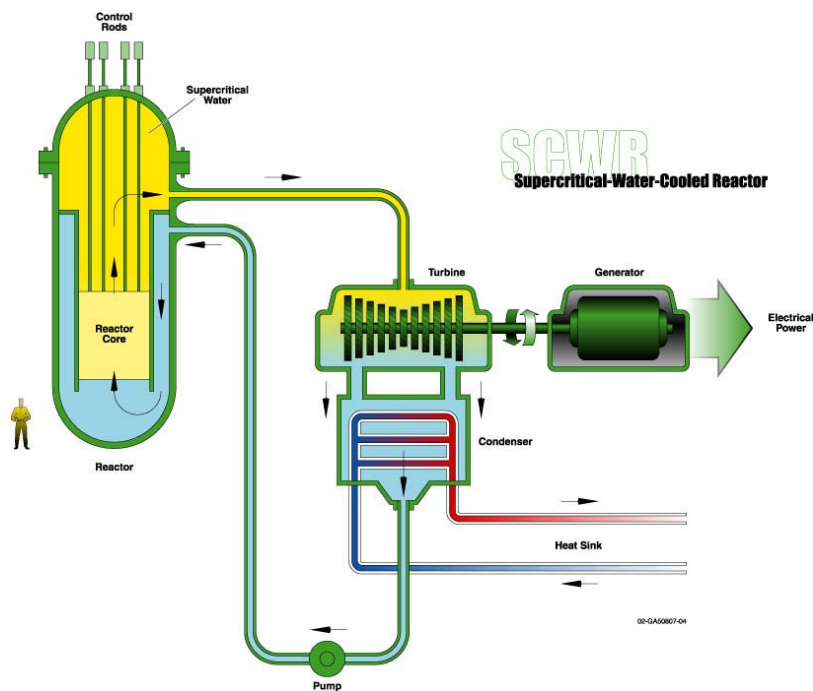 Control
Rods
Supercritical
Water
SCWR
Supercritical-Water-Cooled Reactor
Turbine
Generator
Electrical
Power
Reactor
Core
Condenser
Reactor
Heat Sink
02-GA50807-04
Pump